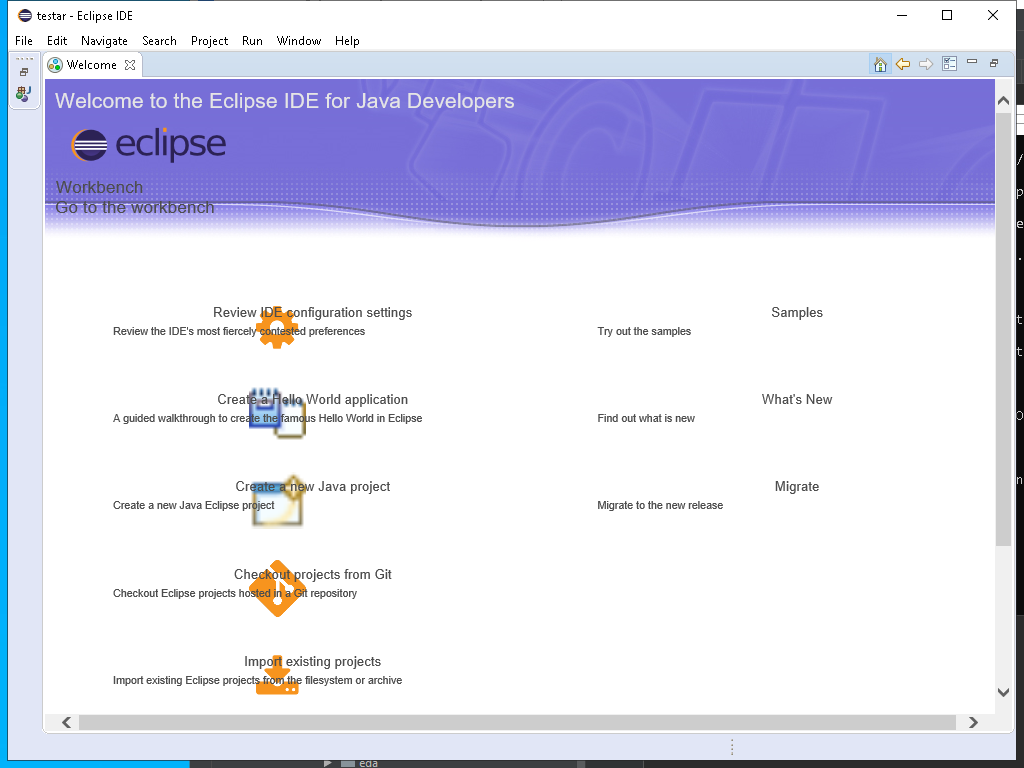 testar - Eclipse IDE
File Edit Navigate Search Project Run Window Help
Welcome
Welcome to the Eclipse IDE for Java Developers
eclipse
Workbench
Go to the workbench
Review IDE configuration settings
Review the IDE's most fiercely contested preferences
Samples
Try out the samples
Create a Hello World application
A guided walkthrough to create the famous Hello World in Eclipse
What's New
Find out what is new
Create a new Java project
Create a new Java Eclipse project
Migrate
Migrate to the new release
Checkout projects from Git
Checkout Eclipse projects hosted in a Git repository
Import existing projects
Import existing Eclipse projects from the filesystem or archive
eda